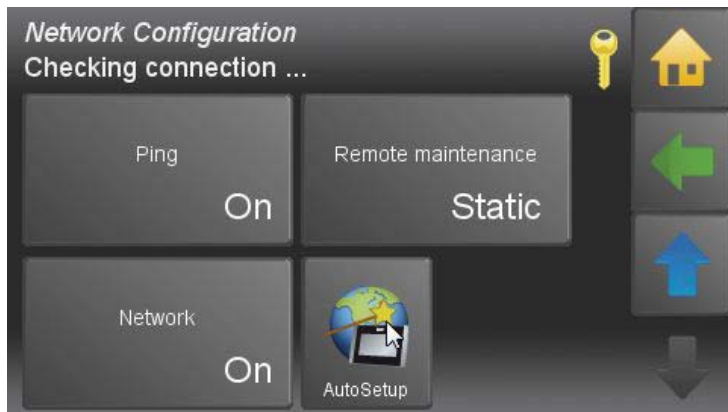 Network Configuration
Checking connection ...
Ping
On
Remote maintenance
Static
Network
On
AutoSetup